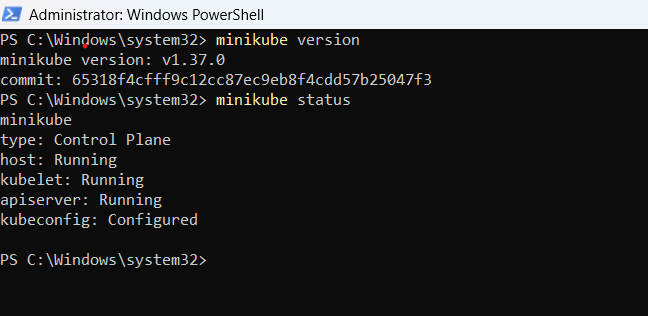 Administrator: Windows PowerShell
PS C:\Windows\system32> minikube version
minikube version: v1.37.0
commit: 65318f4cfff9c12cc87ec9eb8f4cdd57b25047f3
PS C:\Windows\system32> minikube status
minikube
type: Control Plane
host: Running
kubelet: Running
apiserver: Running
kubeconfig: Configured
PS C:\Windows\system32>